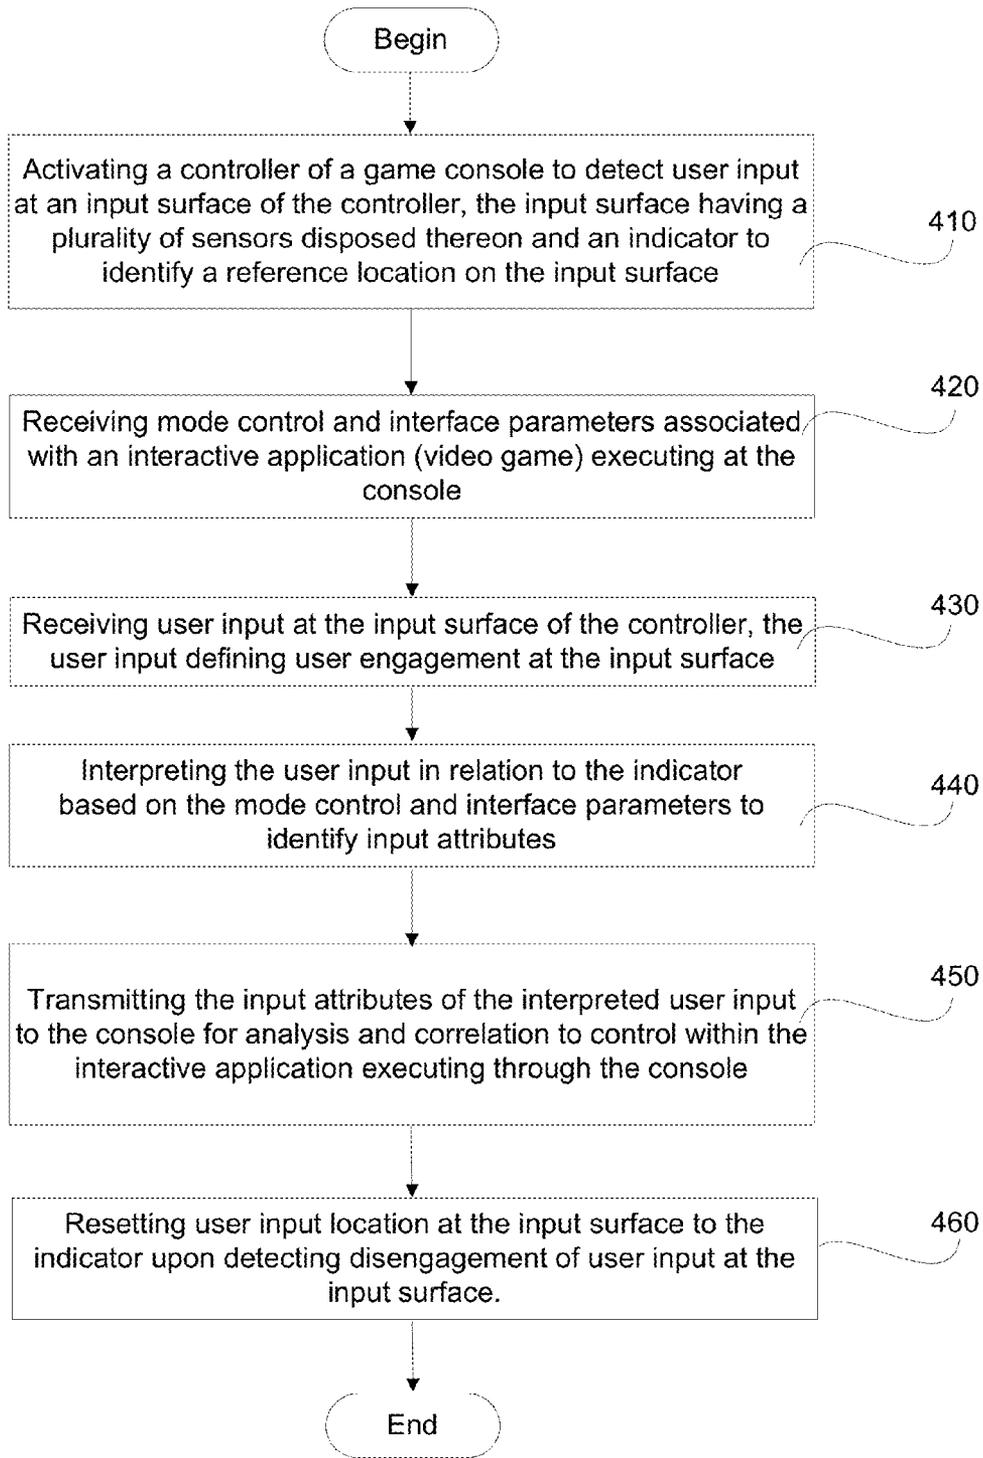 Begin
Activating a controller of a game console to detect user input
at an input surface of the controller, the input surface having a
plurality of sensors disposed thereon and an indicator to
identify a reference location on the input surface
410
Receiving mode control and interface parameters associated
with an interactive application (video game) executing at the
console
420
Receiving user input at the input surface of the controller, the
user input defining user engagement at the input surface
430
Interpreting the user input in relation to the indicator
based on the mode control and interface parameters to
identify input attributes
440
Transmitting the input attributes of the interpreted user input
to the console for analysis and correlation to control within the
interactive application executing through the console
450
Resetting user input location at the input surface to the
indicator upon detecting disengagement of user input at the
input surface.
460
End